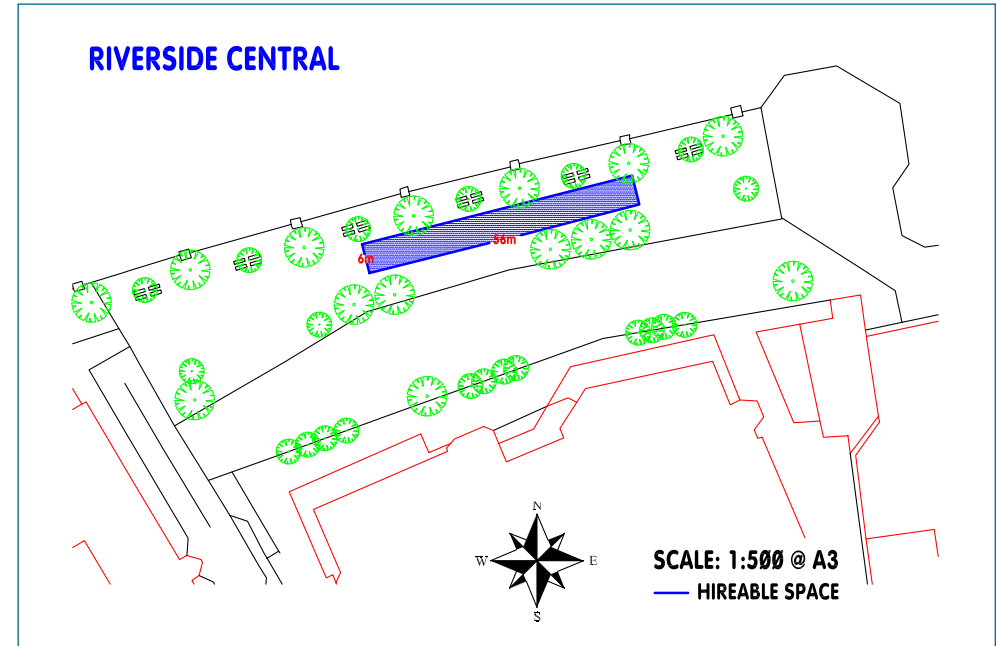 RIVERSIDE CENTRAL
56m
6m
N
W E
S
SCALE: 1:500 @ A3
HIREABLE SPACE